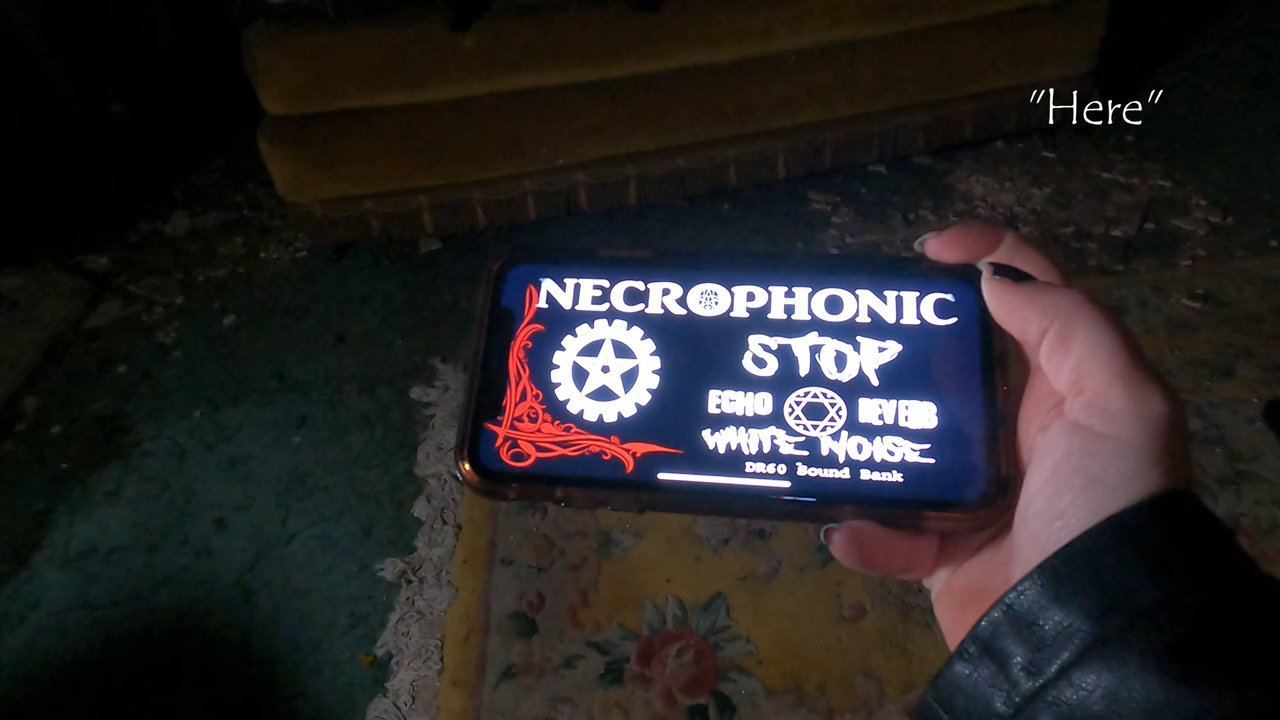 "Here"
NECROPHONIC
STOP
ECHO REVERB
WHITE NOISE
DR60 Sound Bank